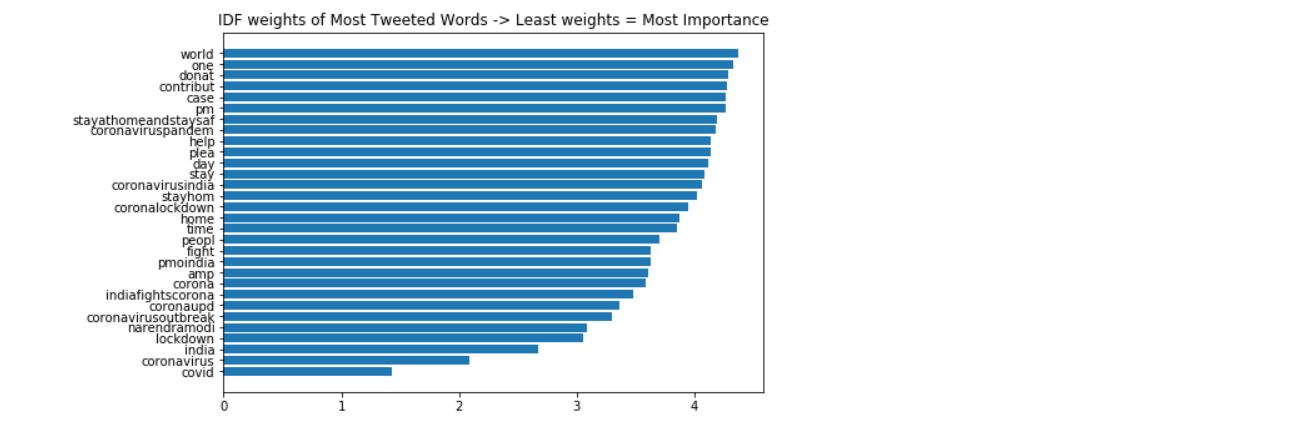 IDF weights of Most Tweeted Words -> Least weights = Most Importance
world
one
donat
contribut
case
pm
stayathomeandstaysaf
coronaviruspandem
help
plea
day
stay
coronavirusindia
stayhom
coronalockdown
home
time
peopl
fight
pmoindia
amp
corona
indiafightscorona
coronaupd
coronavirusoutbreak
narendramodi
lockdown
india
coronavirus
covid
0 1 2 3 4